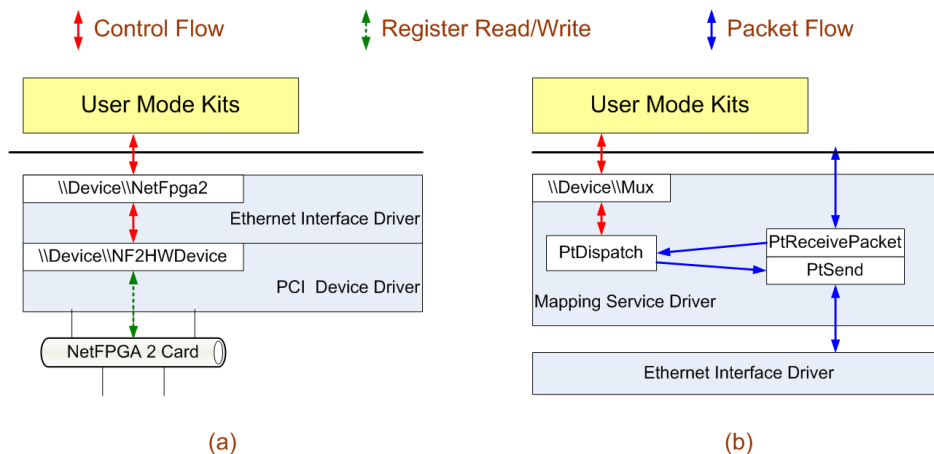 Control Flow
Register Read/Write
Packet Flow
User Mode Kits
\\Device\\NetFpga2
Ethernet Interface Driver
\\Device\\NF2HWDevice
PCI Device Driver
NetFPGA 2 Card
(a)
User Mode Kits
\\Device\\Mux
PtDispatch
PtReceivePacket
PtSend
Mapping Service Driver
Ethernet Interface Driver
(b)